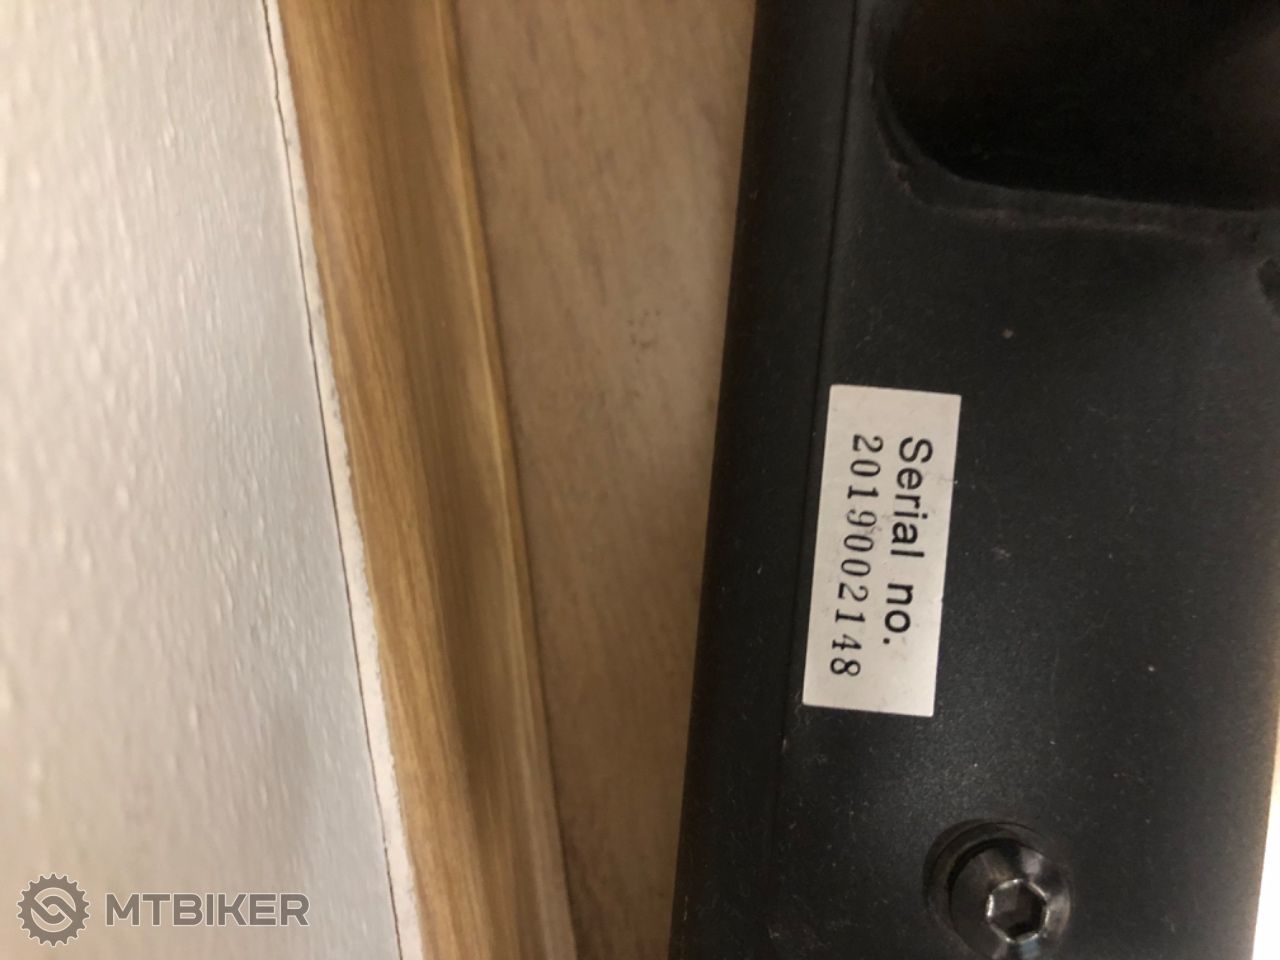 Serial no.
2019002148
MTBIKER